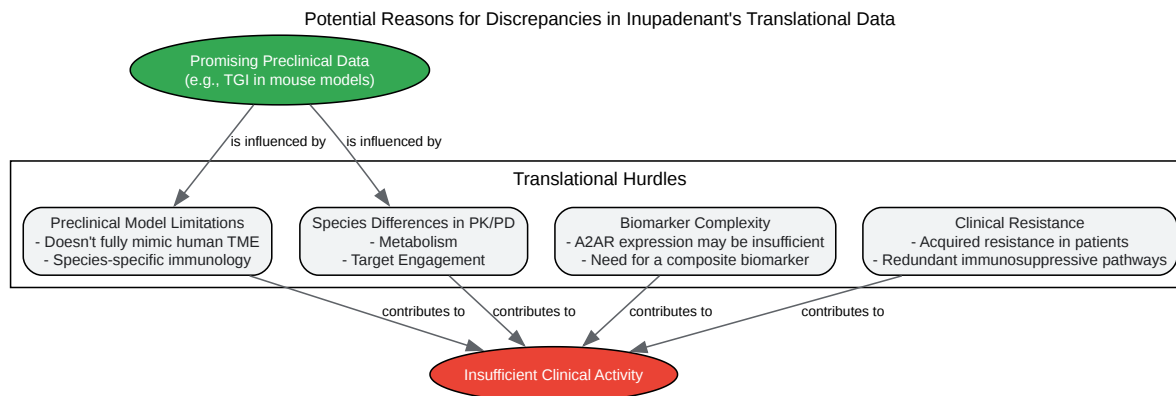 Potential Reasons for Discrepancies in Inupadenant's Translational Data
Promising Preclinical Data
(e.g., TGI in mouse models)
is influenced by
is influenced by
Translational Hurdles
Preclinical Model Limitations
- Doesn't fully mimic human TME
- Species-specific immunology
Species Differences in PK/PD
- Metabolism
- Target Engagement
Biomarker Complexity
- A2AR expression may be insufficient
- Need for a composite biomarker
Clinical Resistance
- Acquired resistance in patients
- Redundant immunosuppressive pathways
contributes to
contributes to
contributes to
contributes to
Insufficient Clinical Activity